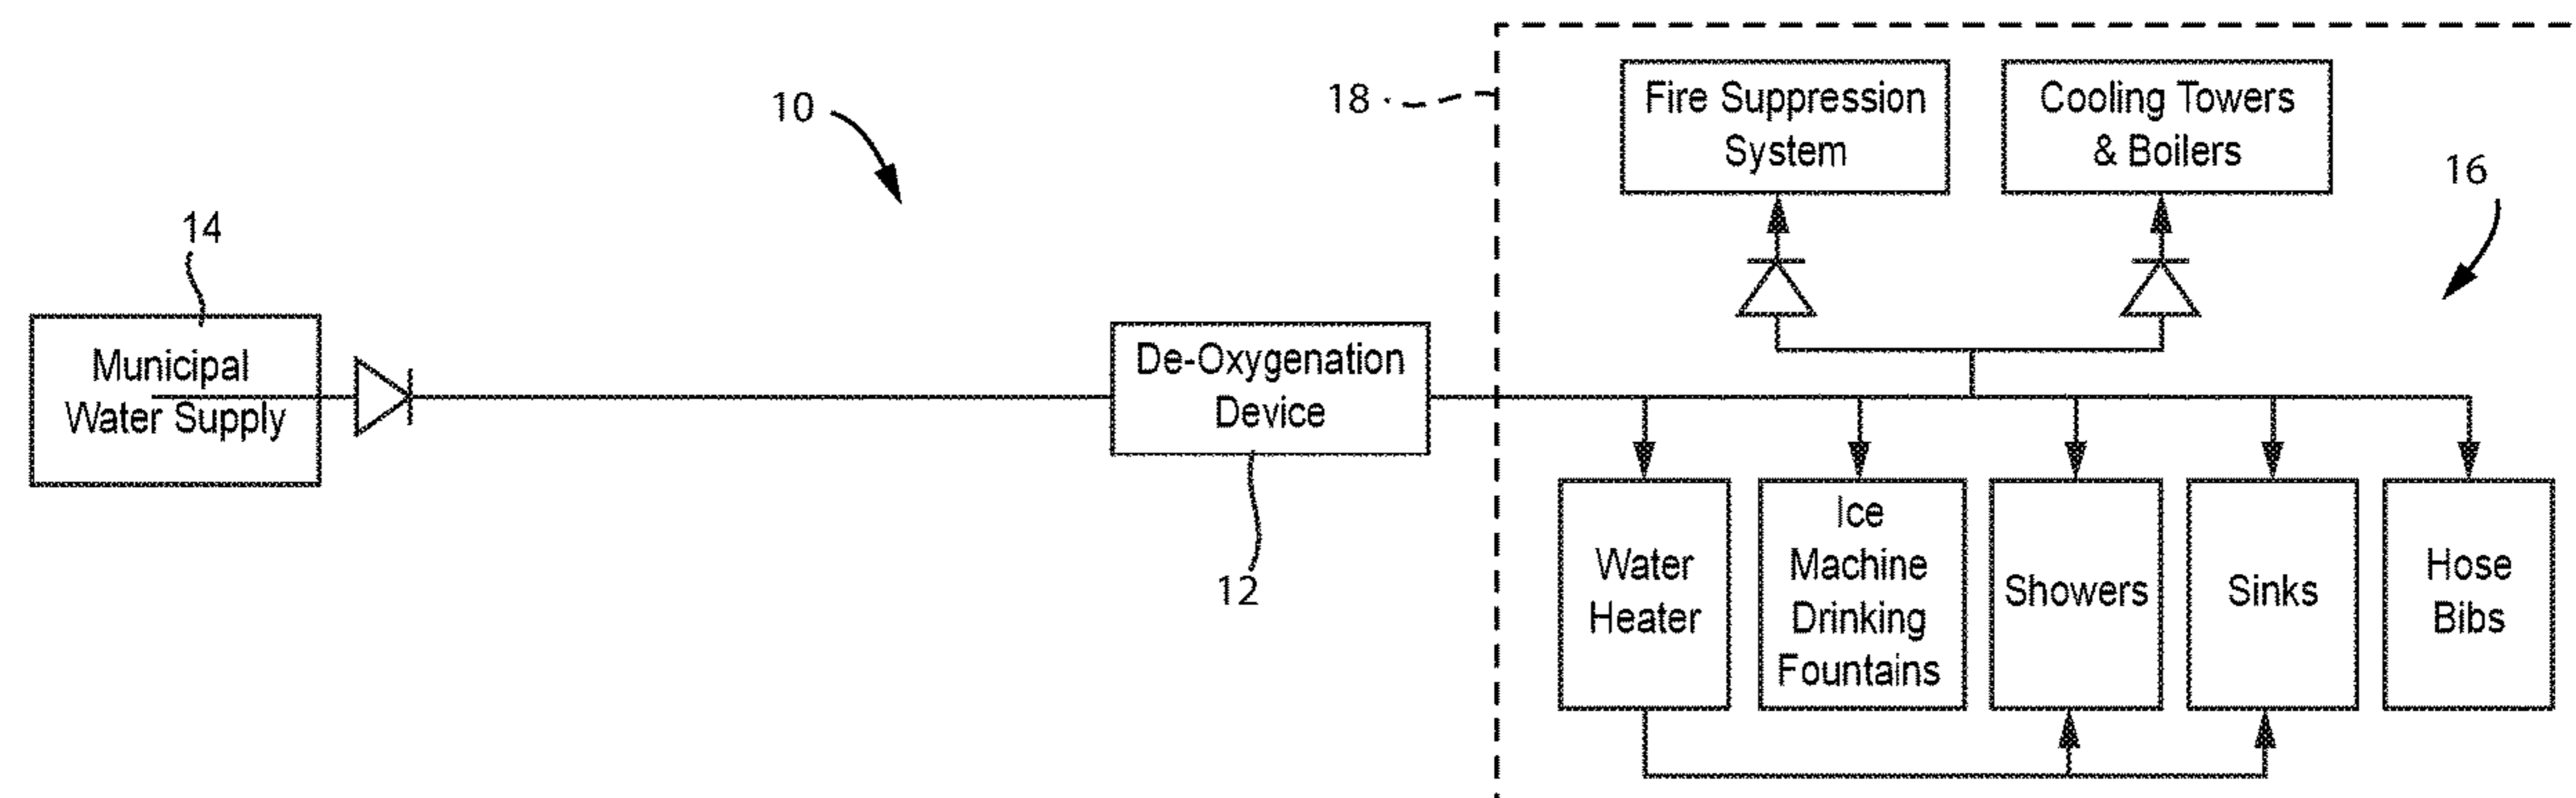 10
18
Fire Suppression
System
Cooling Towers
& Boilers
16
14
Municipal
Water Supply
De-Oxygenation
Device
12
Water
Heater
Ice
Machine
Drinking
Fountains
Showers
Sinks
Hose
Bibs